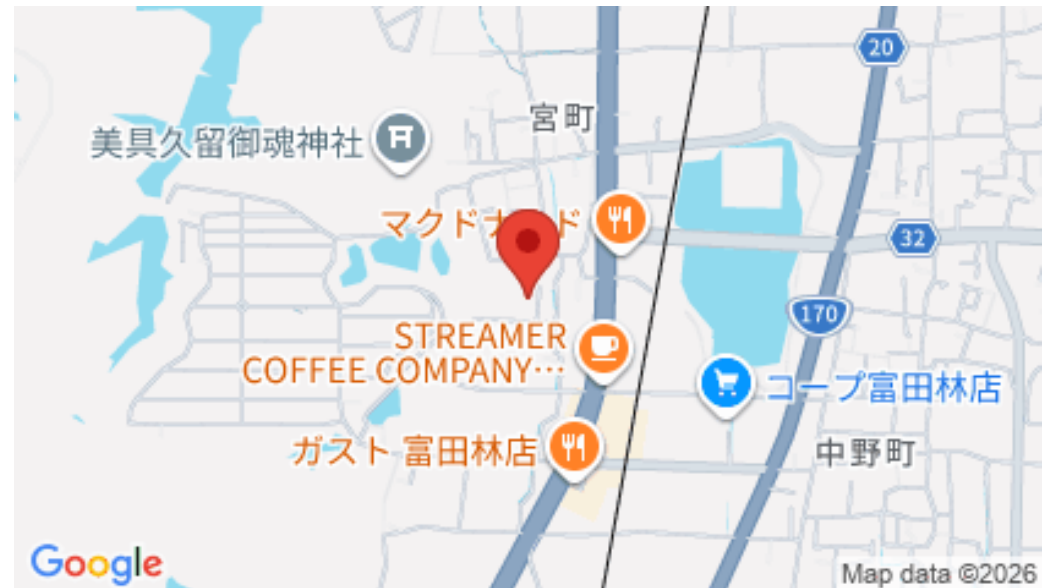 20
宮町
美具久留御魂神社
マクドナルド
32
170
STREAMER
COFFEE COMPANY…
コープ富田林店
ガスト 富田林店
中野町
Google
Map data ©2026